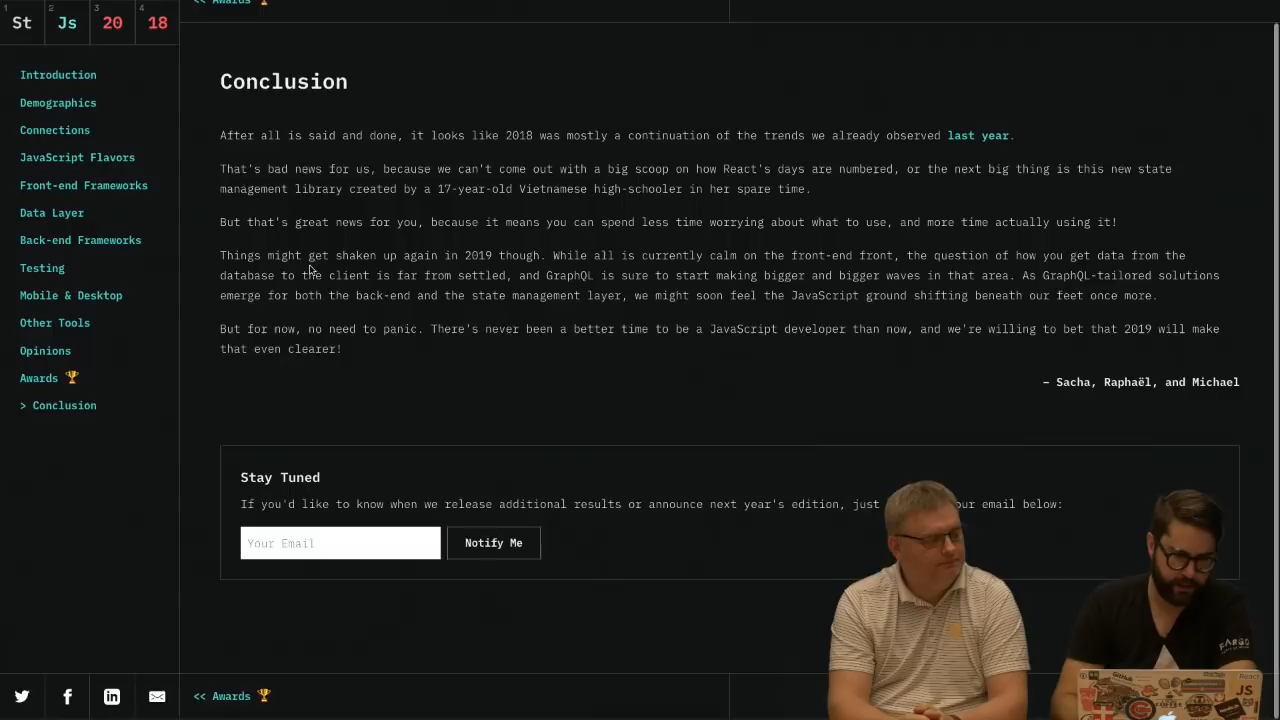 1 2 3 4
St Js 20 18
<< Awards 🏆
Introduction
Demographics
Connections
JavaScript Flavors
Front-end Frameworks
Data Layer
Back-end Frameworks
Testing
Mobile & Desktop
Other Tools
Opinions
Awards 🏆
> Conclusion
Conclusion
After all is said and done, it looks like 2018 was mostly a continuation of the trends we already observed last year.
That's bad news for us, because we can't come out with a big scoop on how React's days are numbered, or the next big thing is this new state
management library created by a 17-year-old Vietnamese high-schooler in her spare time.
But that's great news for you, because it means you can spend less time worrying about what to use, and more time actually using it!
Things might get shaken up again in 2019 though. While all is currently calm on the front-end front, the question of how you get data from the
database to the client is far from settled, and GraphQL is sure to start making bigger and bigger waves in that area. As GraphQL-tailored solutions
emerge for both the back-end and the state management layer, we might soon feel the JavaScript ground shifting beneath our feet once more.
But for now, no need to panic. There's never been a better time to be a JavaScript developer than now, and we're willing to bet that 2019 will make
that even clearer!
– Sacha, Raphaël, and Michael
Stay Tuned
If you'd like to know when we release additional results or announce next year's edition, just our email below:
Your Email
Notify Me
<< Awards 🏆
FARGO
React
JS